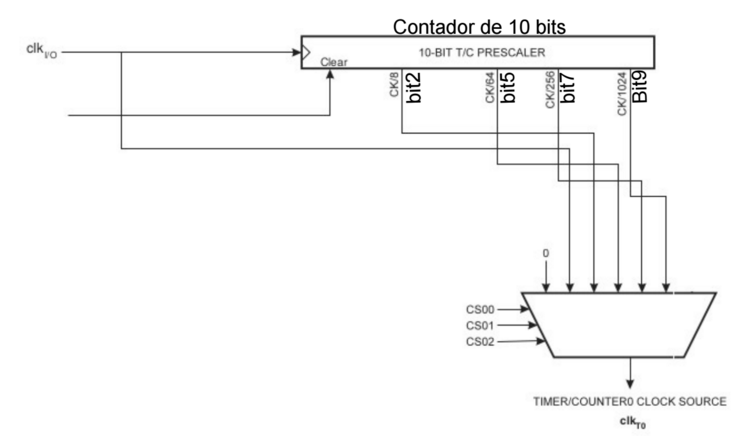 Contador de 10 bits
clkI/O
10-BIT T/C PRESCALER
Clear
CK/8
bit2
CK/64
bit5
CK/256
bit7
CK/1024
Bit9
0
CS00
CS01
CS02
TIMER/COUNTER0 CLOCK SOURCE
clkT0